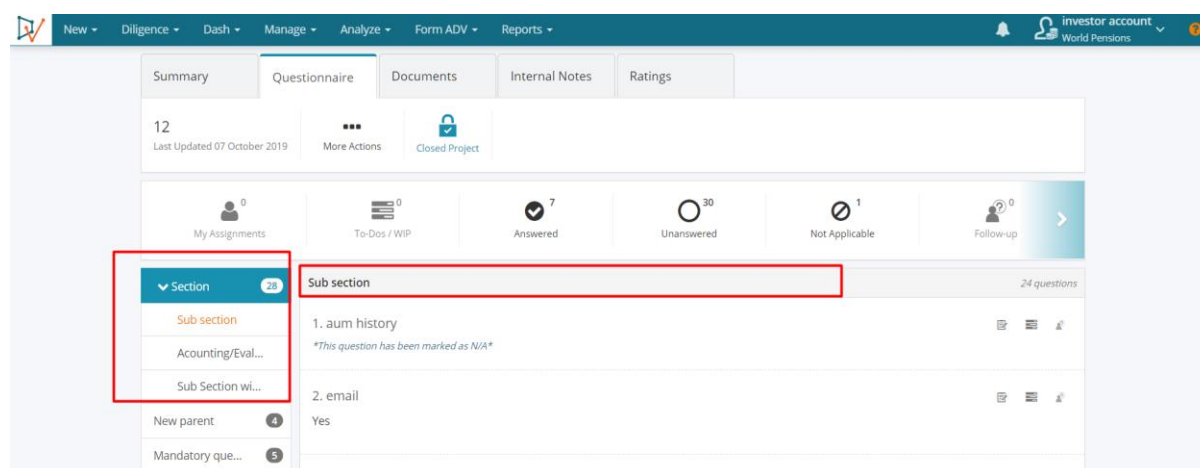 New Diligence Dash Manage Analyze Form ADV Reports investor account
World Pensions
Summary Questionnaire Documents Internal Notes Ratings
12
Last Updated 07 October 2019
More Actions
Closed Project
0 0 7 30 1 0
My Assignments To-Dos / WIP Answered Unanswered Not Applicable Follow-up
Section 28
Sub section
Acounting/Eval...
Sub Section wi...
New parent 4
Mandatory que... 5
Sub section 24 questions
1. aum history
*This question has been marked as N/A*
2. email
Yes